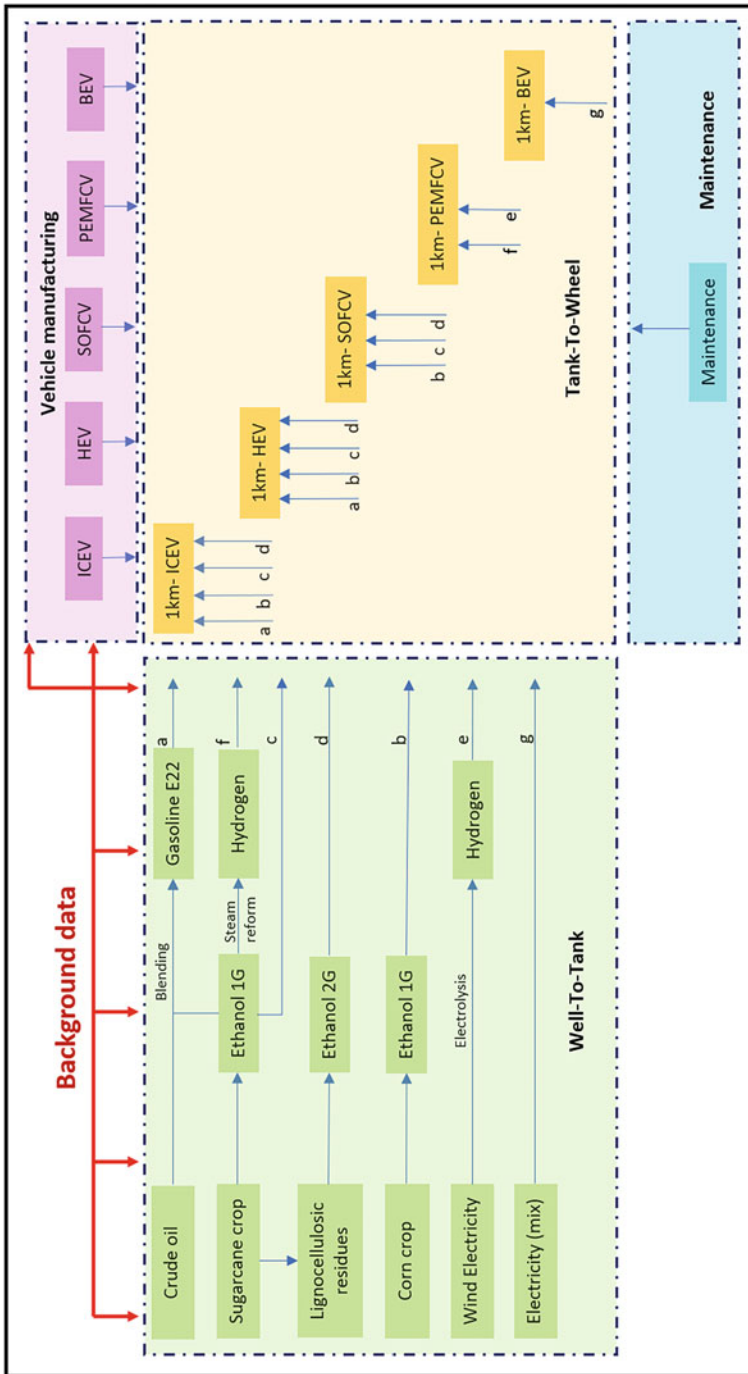 Background data
Crude oil
Blending
Gasoline E22
a
Sugarcane crop
Ethanol 1G
Steam
reform
Hydrogen
f
c
Lignocellulosic
residues
Ethanol 2G
d
Corn crop
Ethanol 1G
b
Wind Electricity
Electrolysis
Hydrogen
e
Electricity (mix)
g
Well-To-Tank
Vehicle manufacturing
ICEV
HEV
SOFCV
PEMFCV
BEV
1km- ICEV
a
b
c
d
1km- HEV
a
b
c
d
1km- SOFCV
b
c
d
1km- PEMFCV
f
e
1km- BEV
g
Tank-To-Wheel
Maintenance
Maintenance